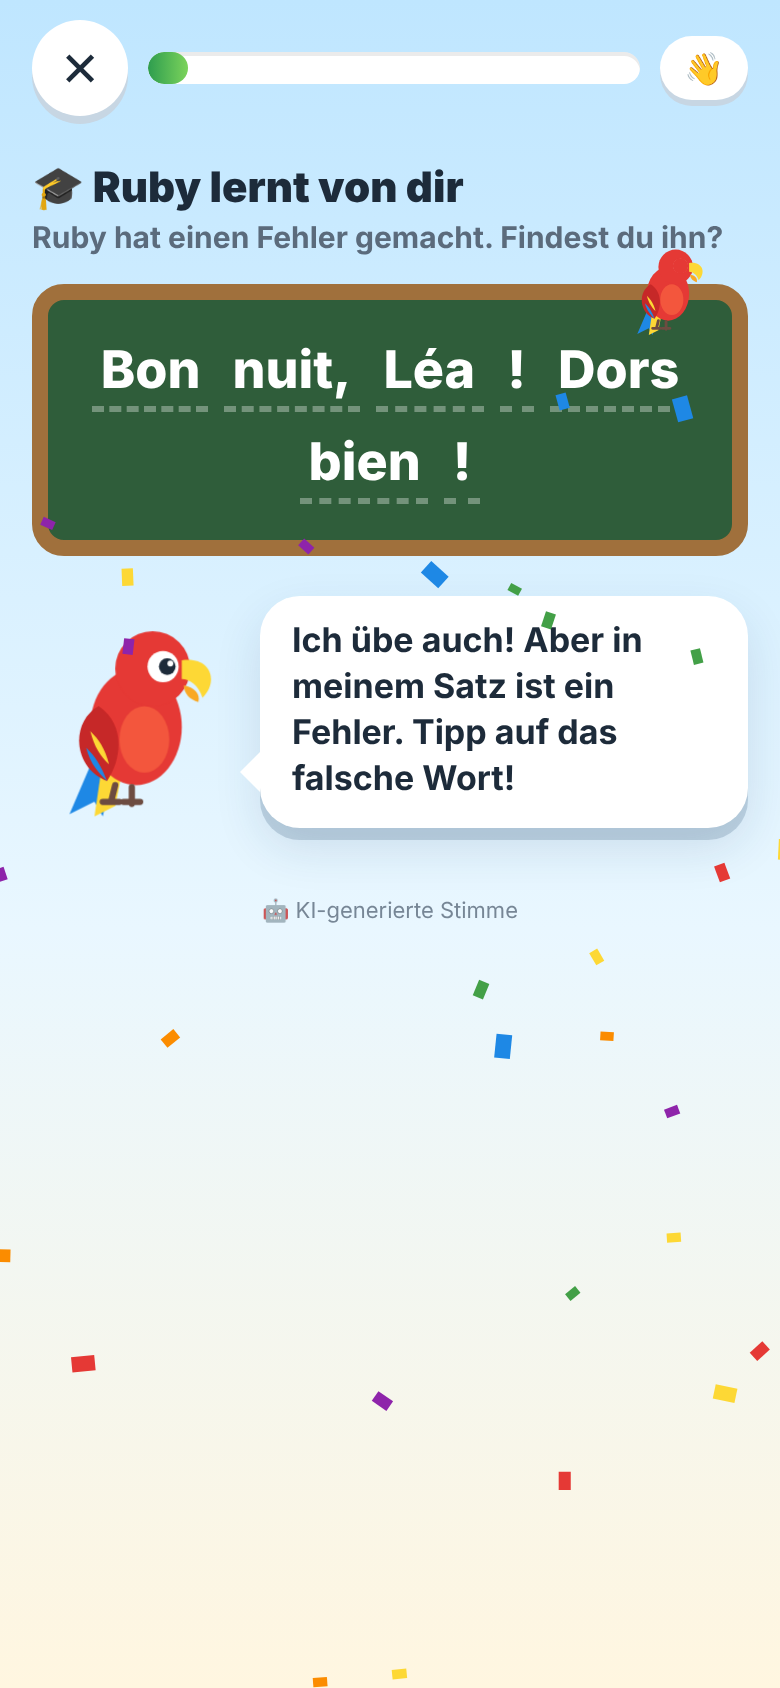 🎓 Ruby lernt von dir
Ruby hat einen Fehler gemacht. Findest du ihn?
Bon nuit, Léa ! Dors
bien !
Ich übe auch! Aber in
meinem Satz ist ein
Fehler. Tipp auf das
falsche Wort!
🤖 KI-generierte Stimme